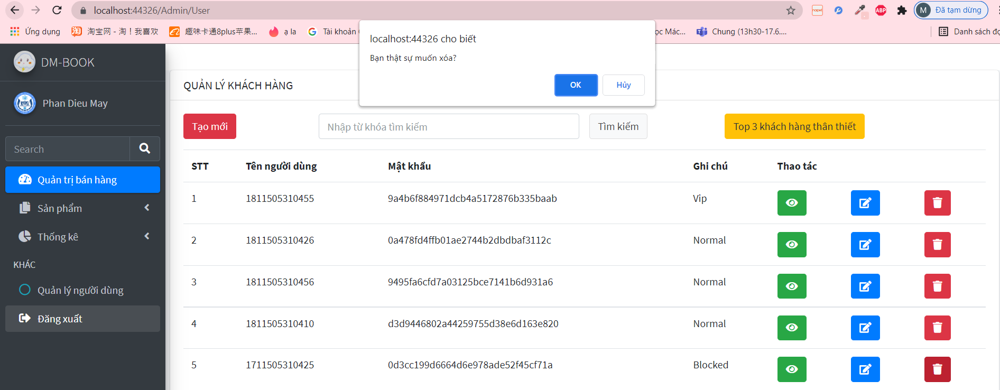 localhost:44326/Admin/User
M Đã tạm dừng
Ứng dụng 淘宝网 - 淘！我喜欢 趣味卡通8plus苹果... ạ la Tài khoản Mác... Chung (13h30-17.6.... Danh sách
localhost:44326 cho biết
Bạn thật sự muốn xóa?
OK Hủy
DM-BOOK
Phan Dieu May
Search
Quản trị bán hàng
Sản phẩm
Thống kê
KHÁC
Quản lý người dùng
Đăng xuất
QUẢN LÝ KHÁCH HÀNG
Tạo mới Nhập từ khóa tìm kiếm Tìm kiếm Top 3 khách hàng thân thiết
STT Tên người dùng Mật khẩu Ghi chú Thao tác
1 1811505310455 9a4b6f884971dcb4a5172876b335baab Vip
2 1811505310426 0a478fd4ffb01ae2744b2dbdbaf3112c Normal
3 1811505310456 9495fa6cfd7a03125bce7141b6d931a6 Normal
4 1811505310410 d3d9446802a44259755d38e6d163e820 Normal
5 1711505310425 0d3cc199d6664d6e978ade52f45cf71a Blocked